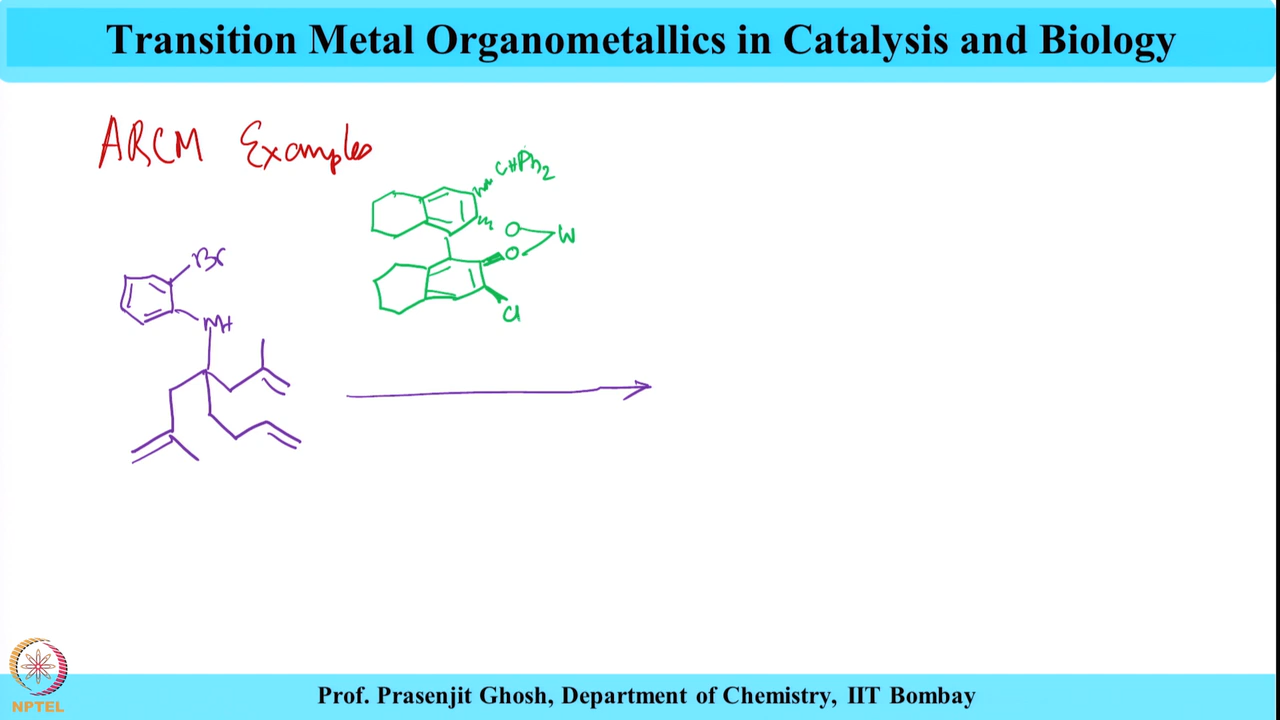 Transition Metal Organometallics in Catalysis and Biology
ARCM Examples
CHPh2
O
W
O
Cl
Br
NH
Prof. Prasenjit Ghosh, Department of Chemistry, IIT Bombay
NPTEL